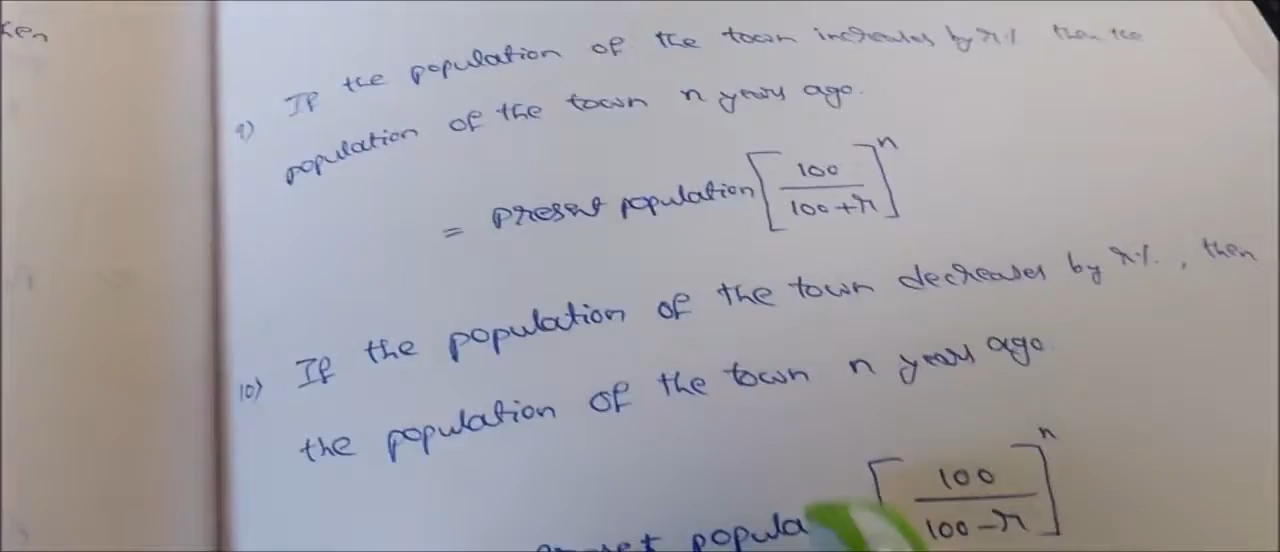 ken
9) If the population of the town increases by r% then the
population of the town n years ago.
= Present population [100/100+r]^n
10) If the population of the town decreases by r%, then
the population of the town n years ago
popula [100/100-r]^n